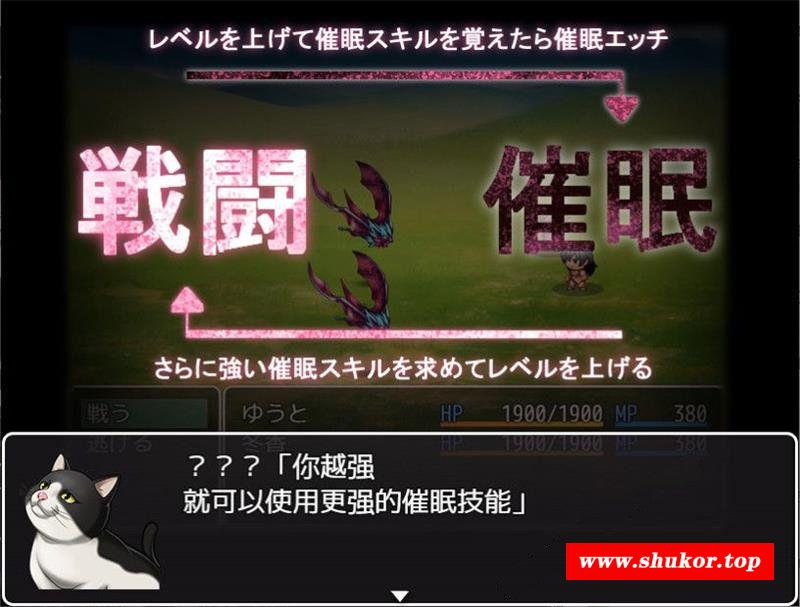 レベルを上げて催眠スキルを覚えたら催眠エッチ
戦闘
催眠
さらに強い催眠スキルを求めてレベルを上げる
戦う
ゆうと HP 1900/1900 MP 380
逃げる
冬香 HP 1900/1900 MP 380
？？？「你越强
就可以使用更强的催眠技能」
www.shukor.top